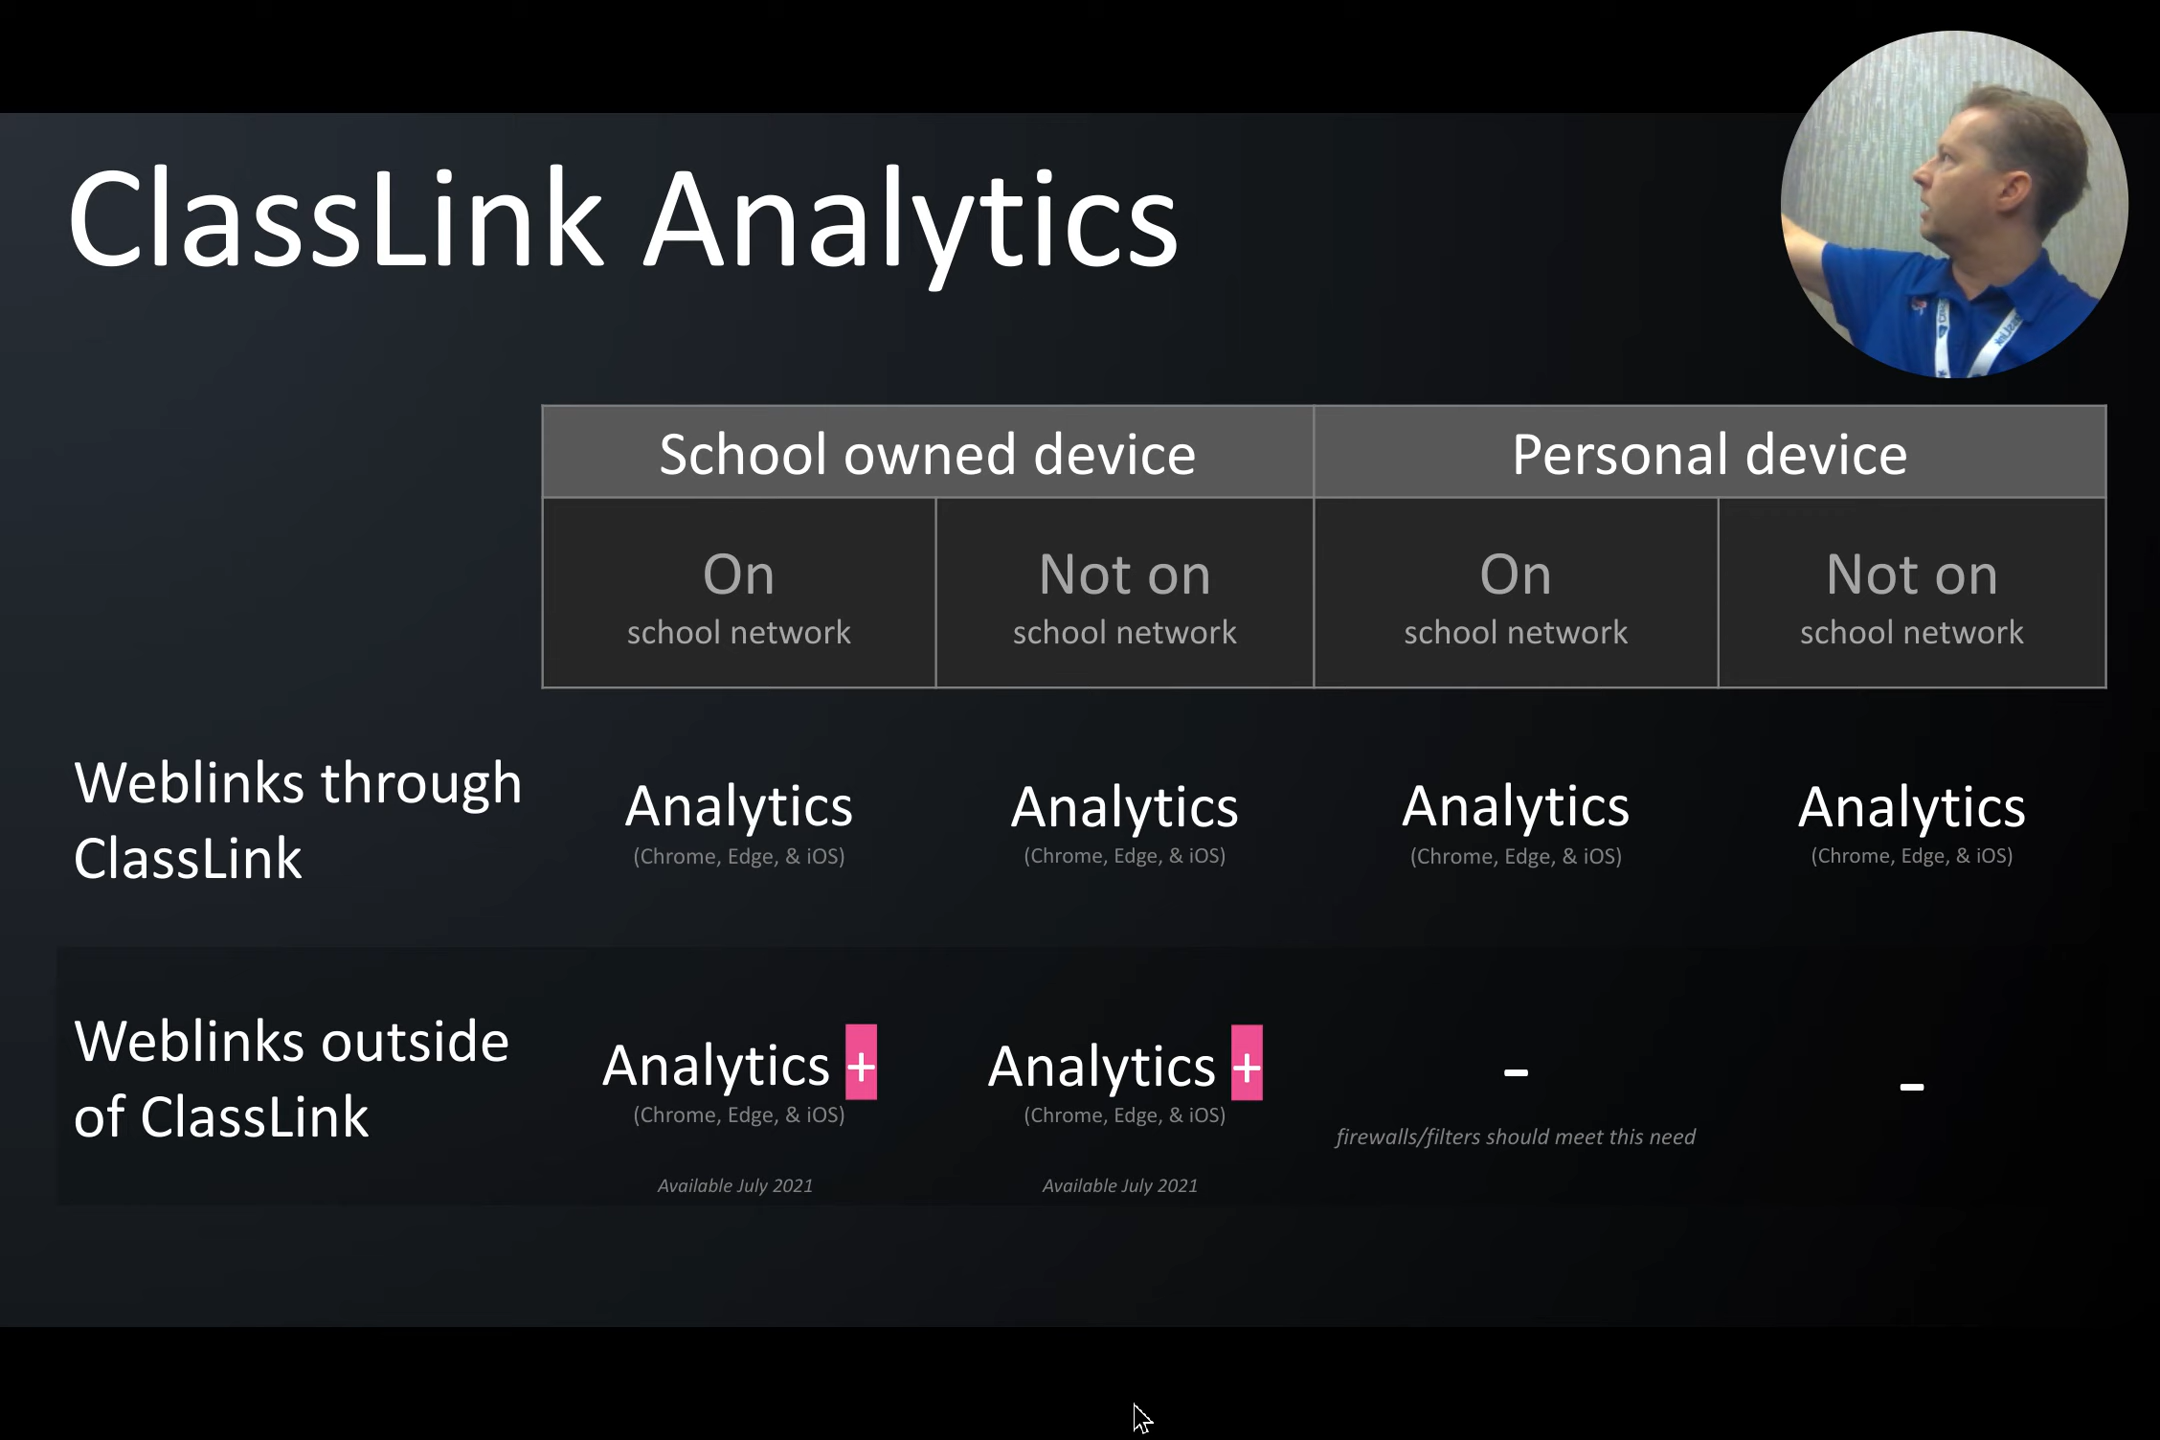 ClassLink Analytics
School owned device
Personal device
On
school network
Not on
school network
On
school network
Not on
school network
Weblinks through
ClassLink
Analytics
(Chrome, Edge, & iOS)
Analytics
(Chrome, Edge, & iOS)
Analytics
(Chrome, Edge, & iOS)
Analytics
(Chrome, Edge, & iOS)
Weblinks outside
of ClassLink
Analytics +
(Chrome, Edge, & iOS)
Available July 2021
Analytics +
(Chrome, Edge, & iOS)
Available July 2021
-
firewalls/filters should meet this need
-